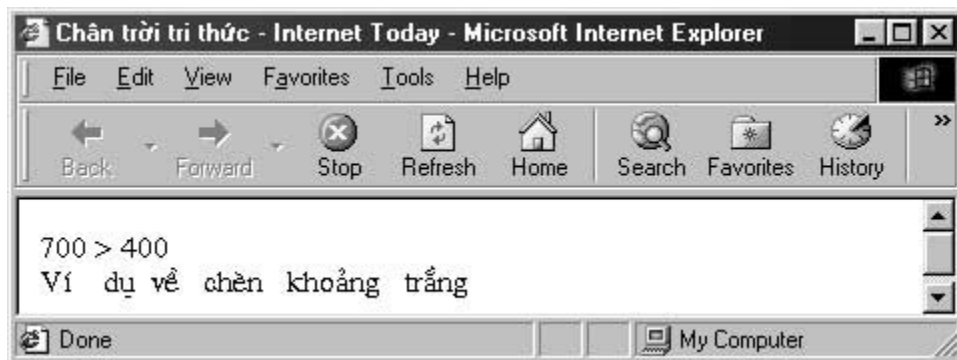 Chân trời tri thức - Internet Today - Microsoft Internet Explorer
File Edit View Favorites Tools Help
Back Forward Stop Refresh Home Search Favorites History »
700 > 400
Ví dụ về chèn khoảng trắng
Done My Computer